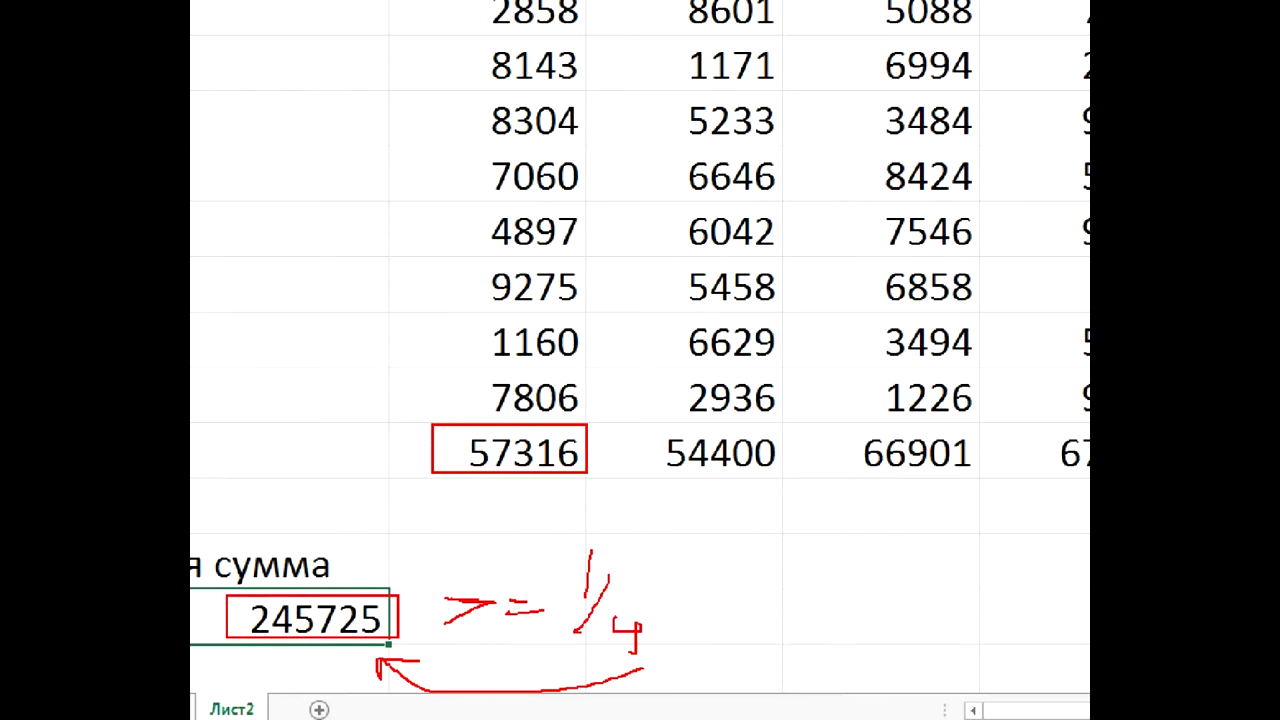 2858 8601 5088
8143 1171 6994
8304 5233 3484
7060 6646 8424
4897 6042 7546
9275 5458 6858
1160 6629 3494
7806 2936 1226
57316 54400 66901 67
я сумма
245725 >= 1/4
Лист2